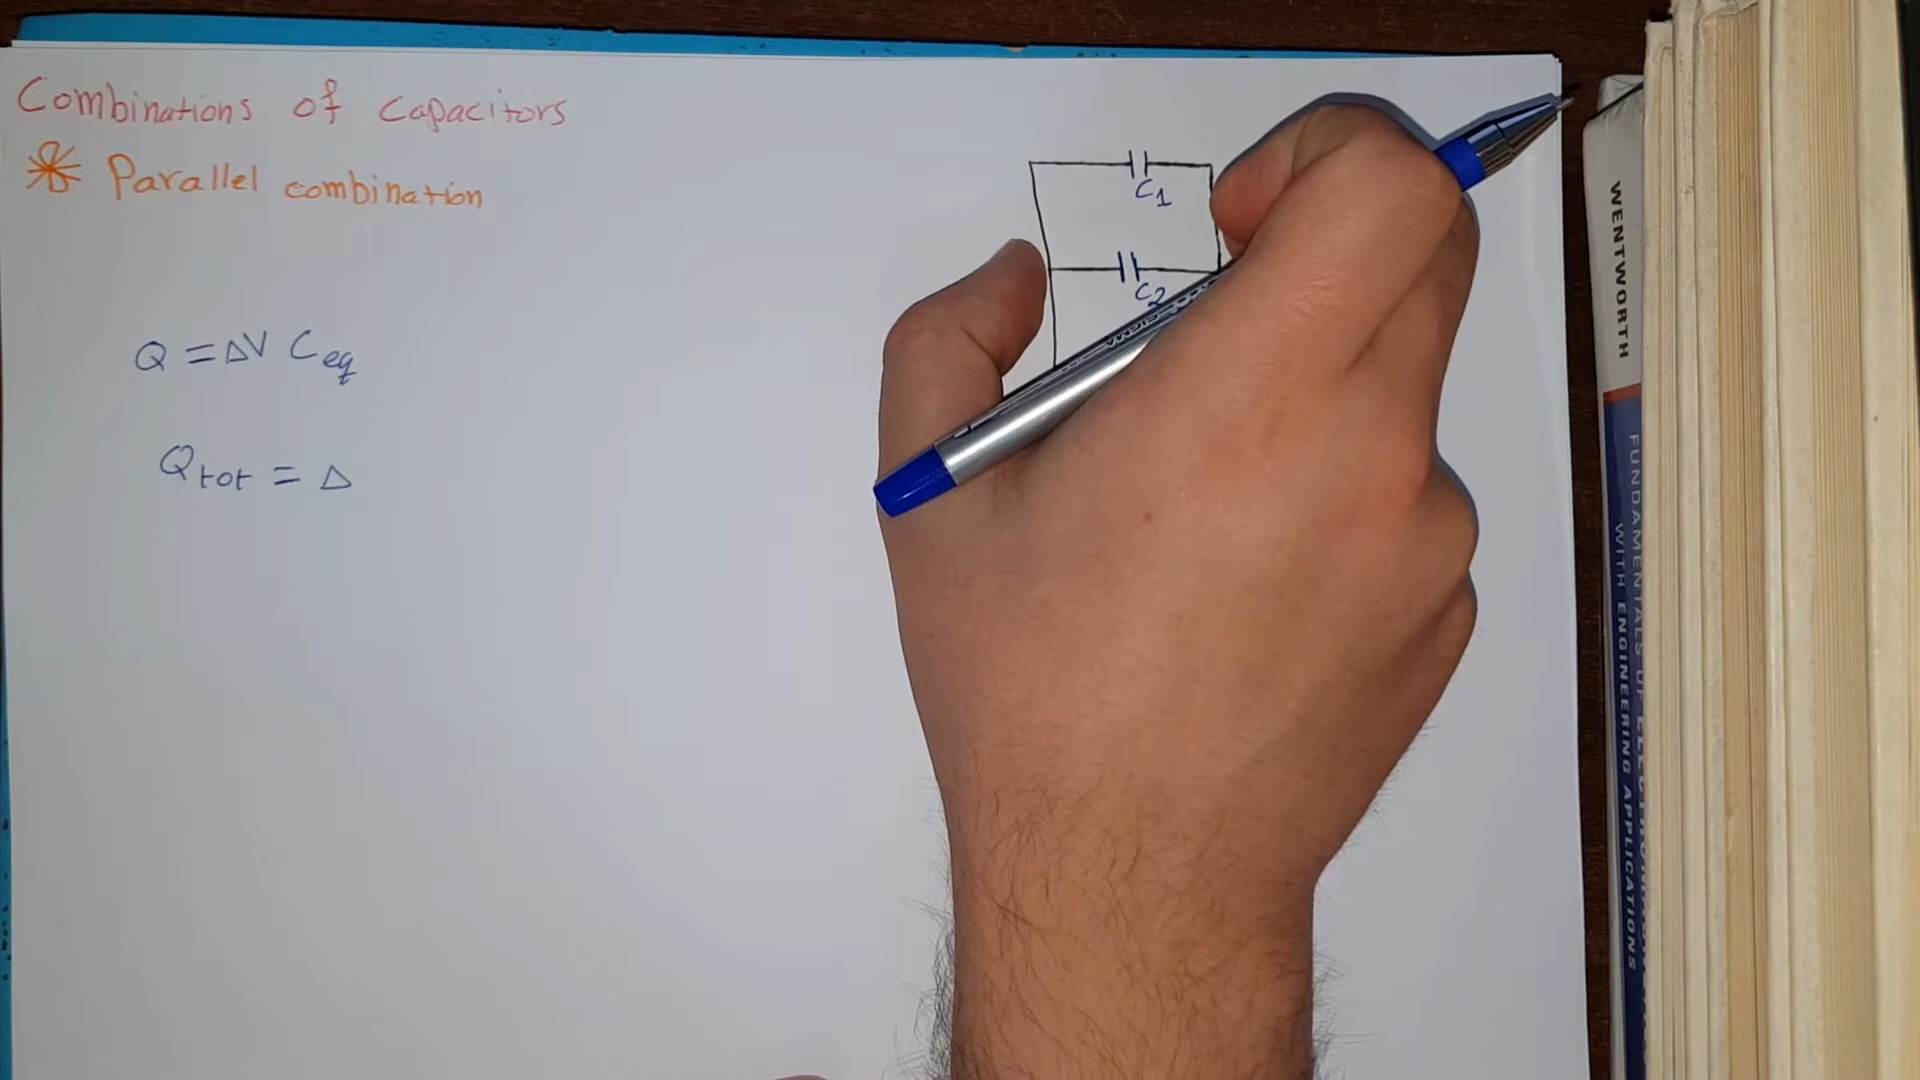 Combinations of capacitors
* Parallel combination
C1
C2
Q = ΔV Ceq
Qtot = Δ
WENTWORTH
FUNDAMENTALS OF
WITH ENGINEERING APPLICATIONS